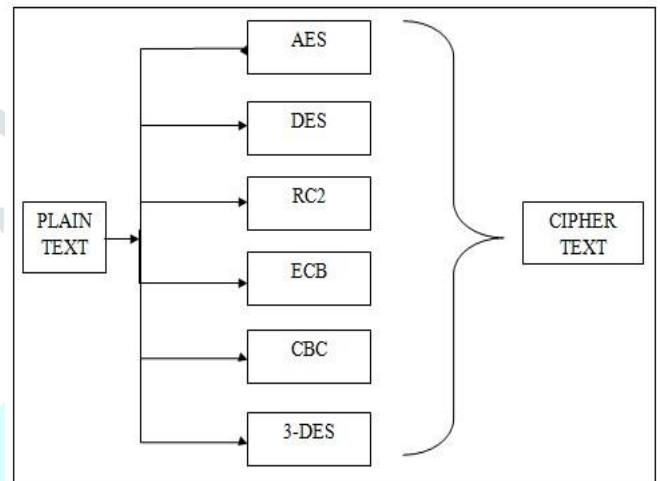 AES
DES
RC2
PLAIN
TEXT
CIPHER
TEXT
ECB
CBC
3-DES